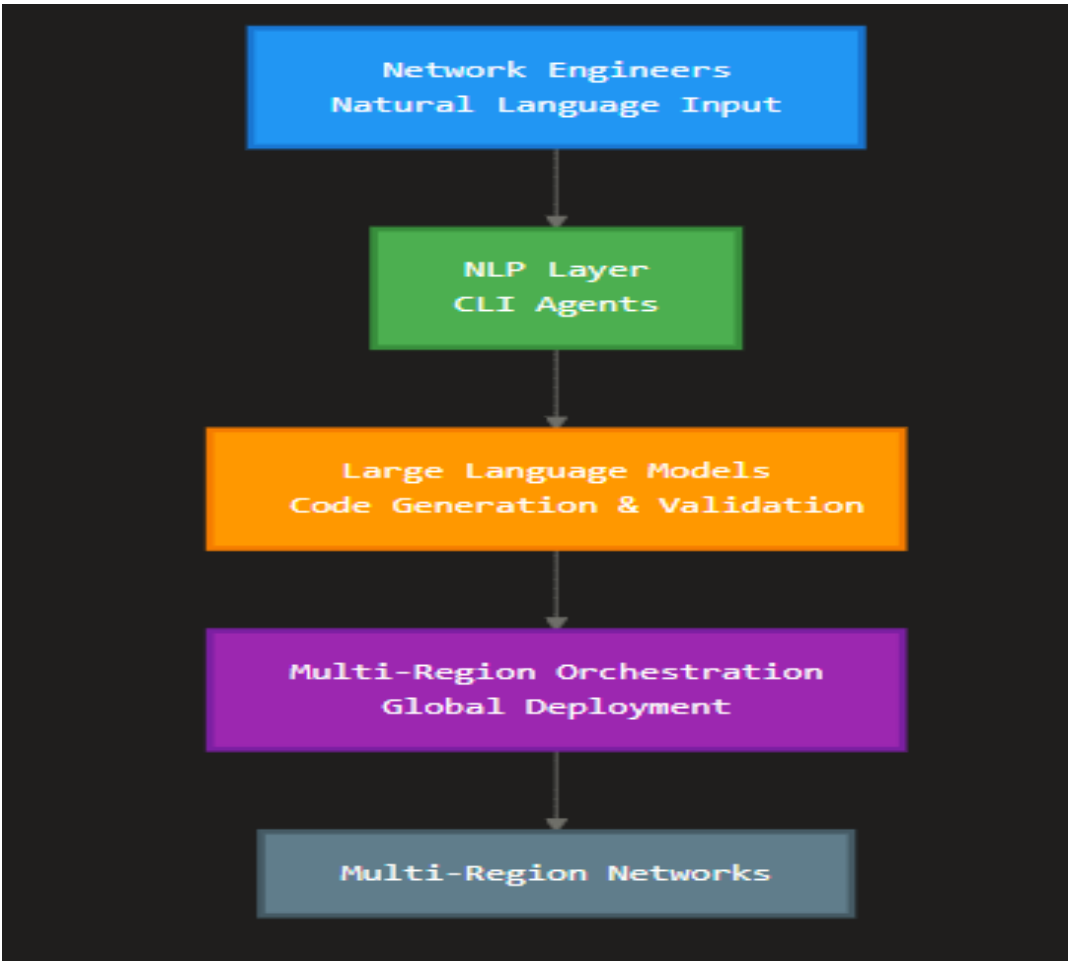 Network Engineers
Natural Language Input
NLP Layer
CLI Agents
Large Language Models
Code Generation & Validation
Multi-Region Orchestration
Global Deployment
Multi-Region Networks